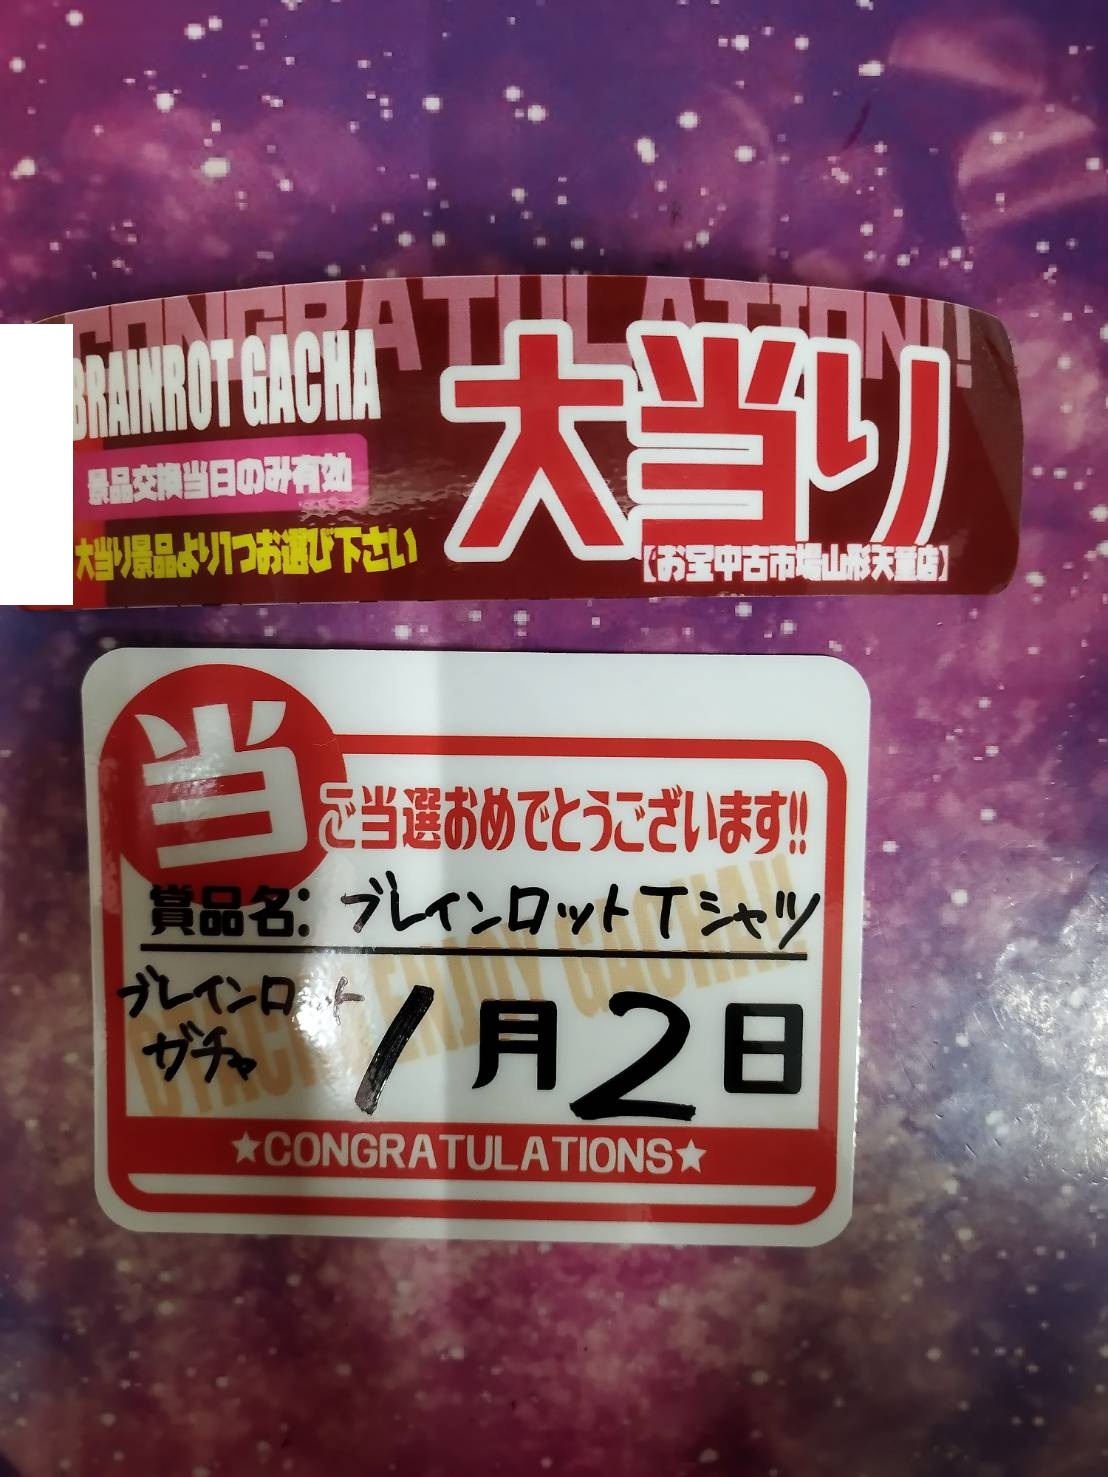 CONGRATULATION!!
BRAINROT GACHA
大当り
景品交換当日のみ有効
大当り景品より1つお選び下さい
【お宝中古市場山形天童店】
当
ご当選おめでとうございます!!
賞品名: ブレインロットTシャツ
ENJOY GACHA!!
ブレインロット
ガチャ
1月2日
★CONGRATULATIONS★